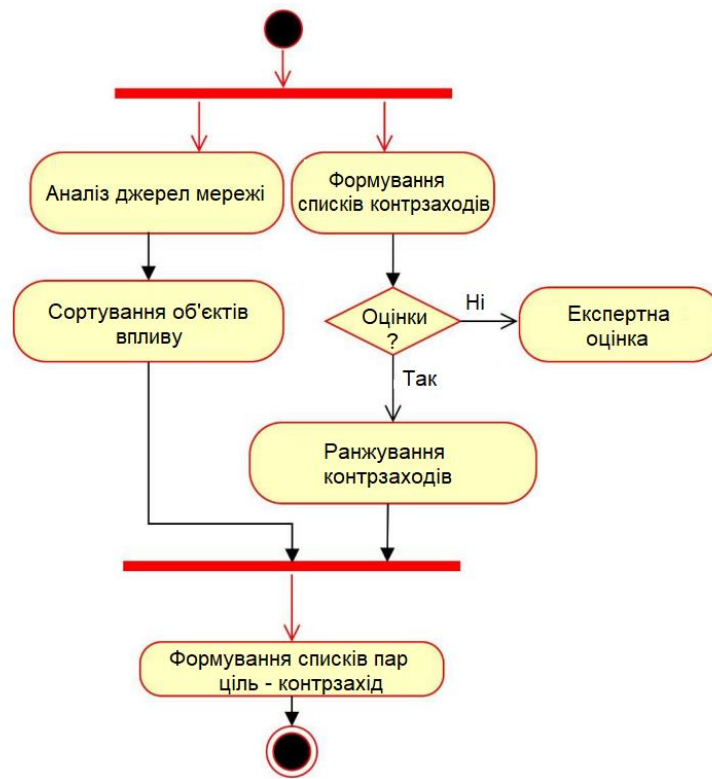 Аналіз джерел мережі
Формування
списків контрзаходів
Сортування об'єктів
впливу
Оцінки
?
Ні
Експертна
оцінка
Так
Ранжування
контрзаходів
Формування списків пар
ціль - контрзахід